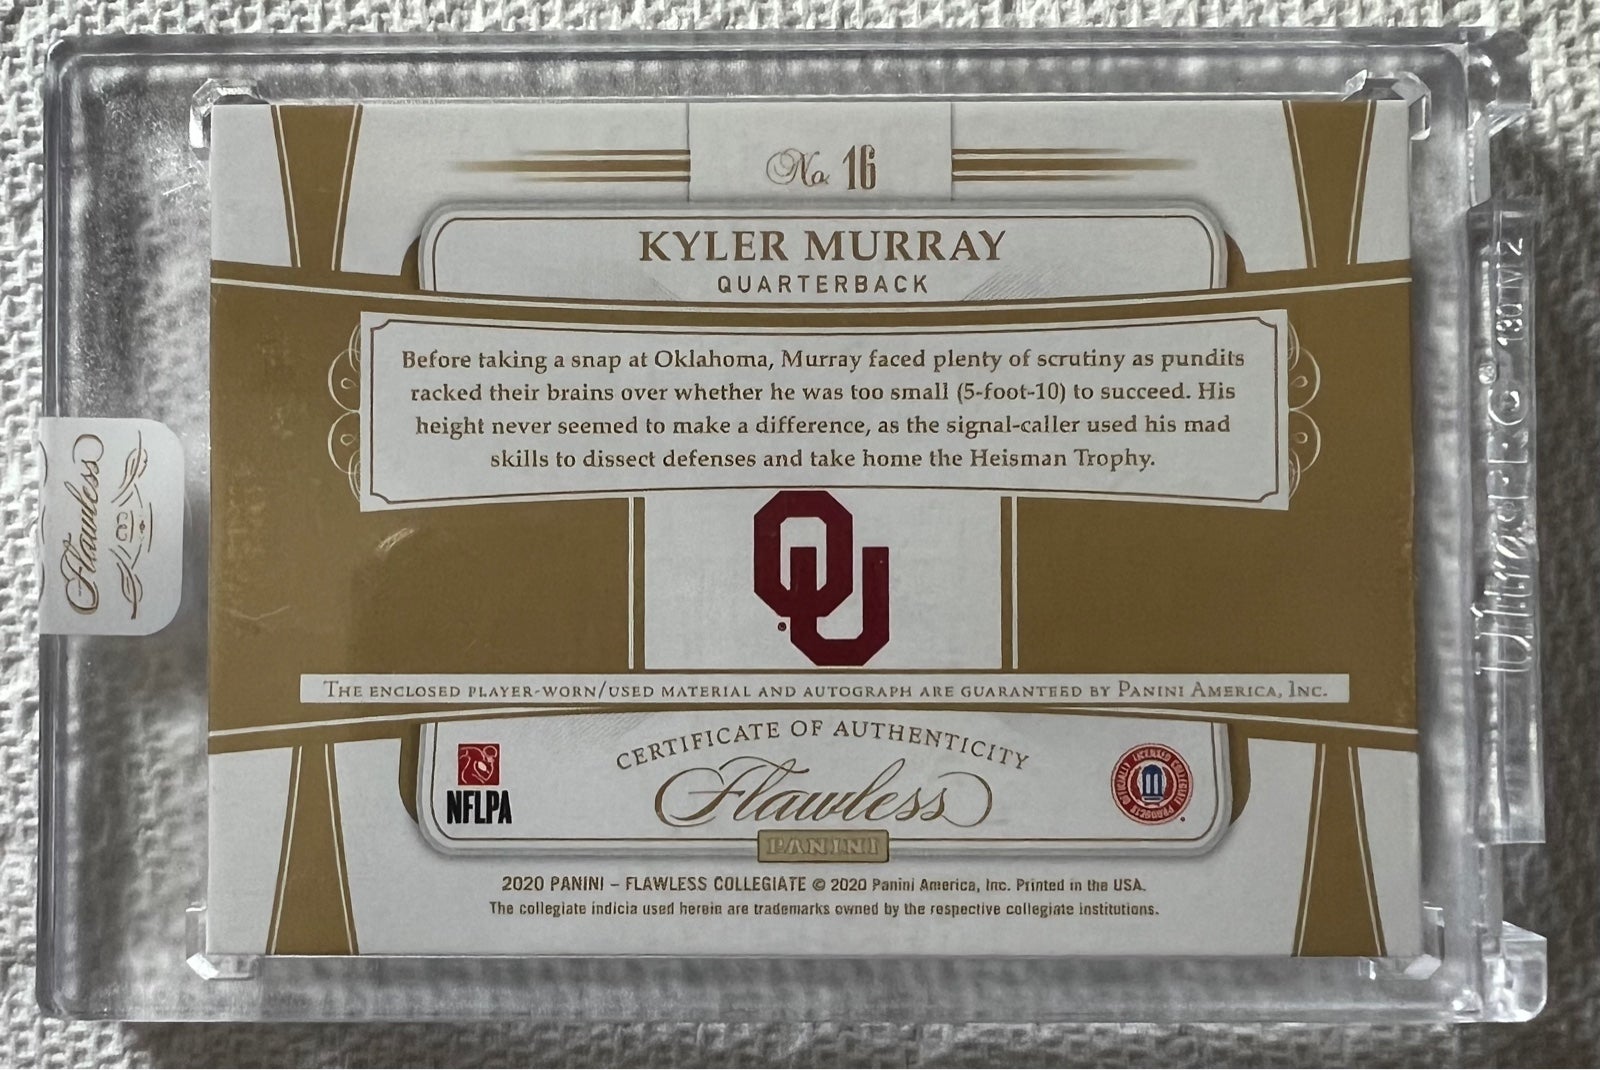 No. 16
KYLER MURRAY
QUARTERBACK
Before taking a snap at Oklahoma, Murray faced plenty of scrutiny as pundits
racked their brains over whether he was too small (5-foot-10) to succeed. His
height never seemed to make a difference, as the signal-caller used his mad
skills to dissect defenses and take home the Heisman Trophy.
OU
THE ENCLOSED PLAYER-WORN/USED MATERIAL AND AUTOGRAPH ARE GUARANTEED BY PANINI AMERICA, INC.
CERTIFICATE OF AUTHENTICITY
Flawless
PANINI
NFLPA
OFFICIALLY LICENSED COLLEGIATE PRODUCTS
2020 PANINI – FLAWLESS COLLEGIATE © 2020 Panini America, Inc. Printed in the USA.
The collegiate indicia used herein are trademarks owned by the respective collegiate institutions.
Flawless